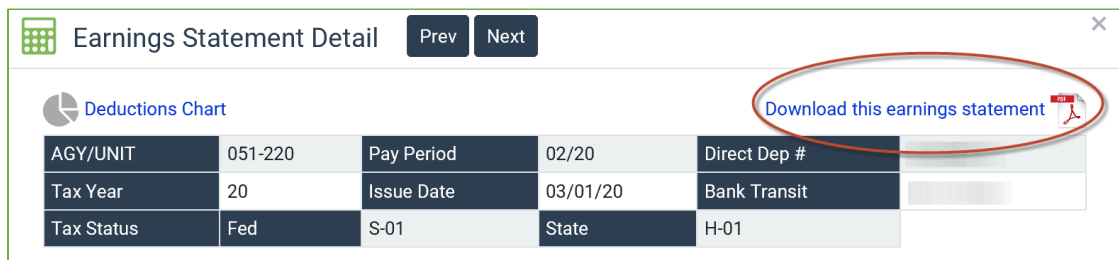 Earnings Statement Detail Prev Next ×
Deductions Chart Download this earnings statement PDF
AGY/UNIT 051-220 Pay Period 02/20 Direct Dep #
Tax Year 20 Issue Date 03/01/20 Bank Transit
Tax Status Fed S-01 State H-01